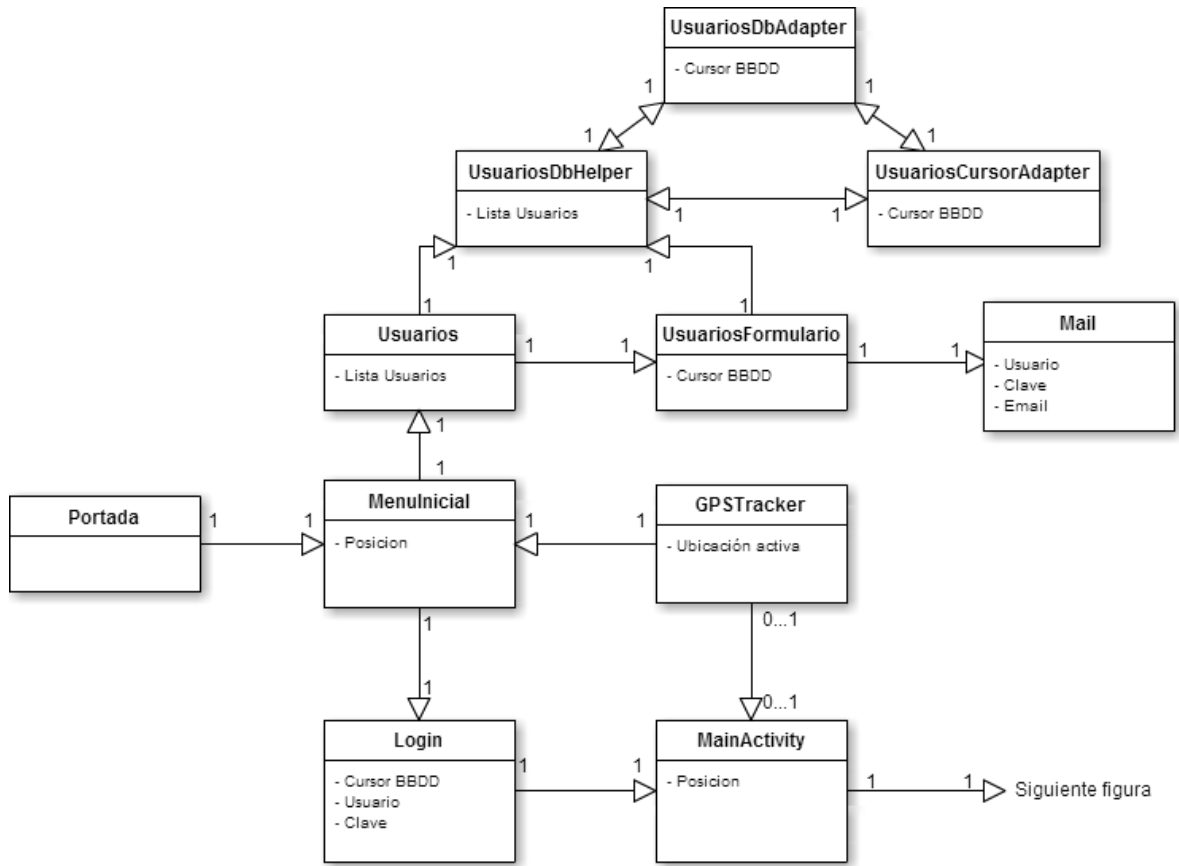 UsuariosDbAdapter
- Cursor BBDD
1
1
1
1
UsuariosDbHelper
- Lista Usuarios
UsuariosCursorAdapter
- Cursor BBDD
1
1
1
1
1
1
Usuarios
- Lista Usuarios
1
1
UsuariosFormulario
- Cursor BBDD
1
1
Mail
- Usuario
- Clave
- Email
1
1
Portada
1
1
MenuInicial
- Posicion
1
1
GPSTracker
- Ubicación activa
1
0...1
1
0...1
Login
- Cursor BBDD
- Usuario
- Clave
1
1
MainActivity
- Posicion
1
1
Siguiente figura